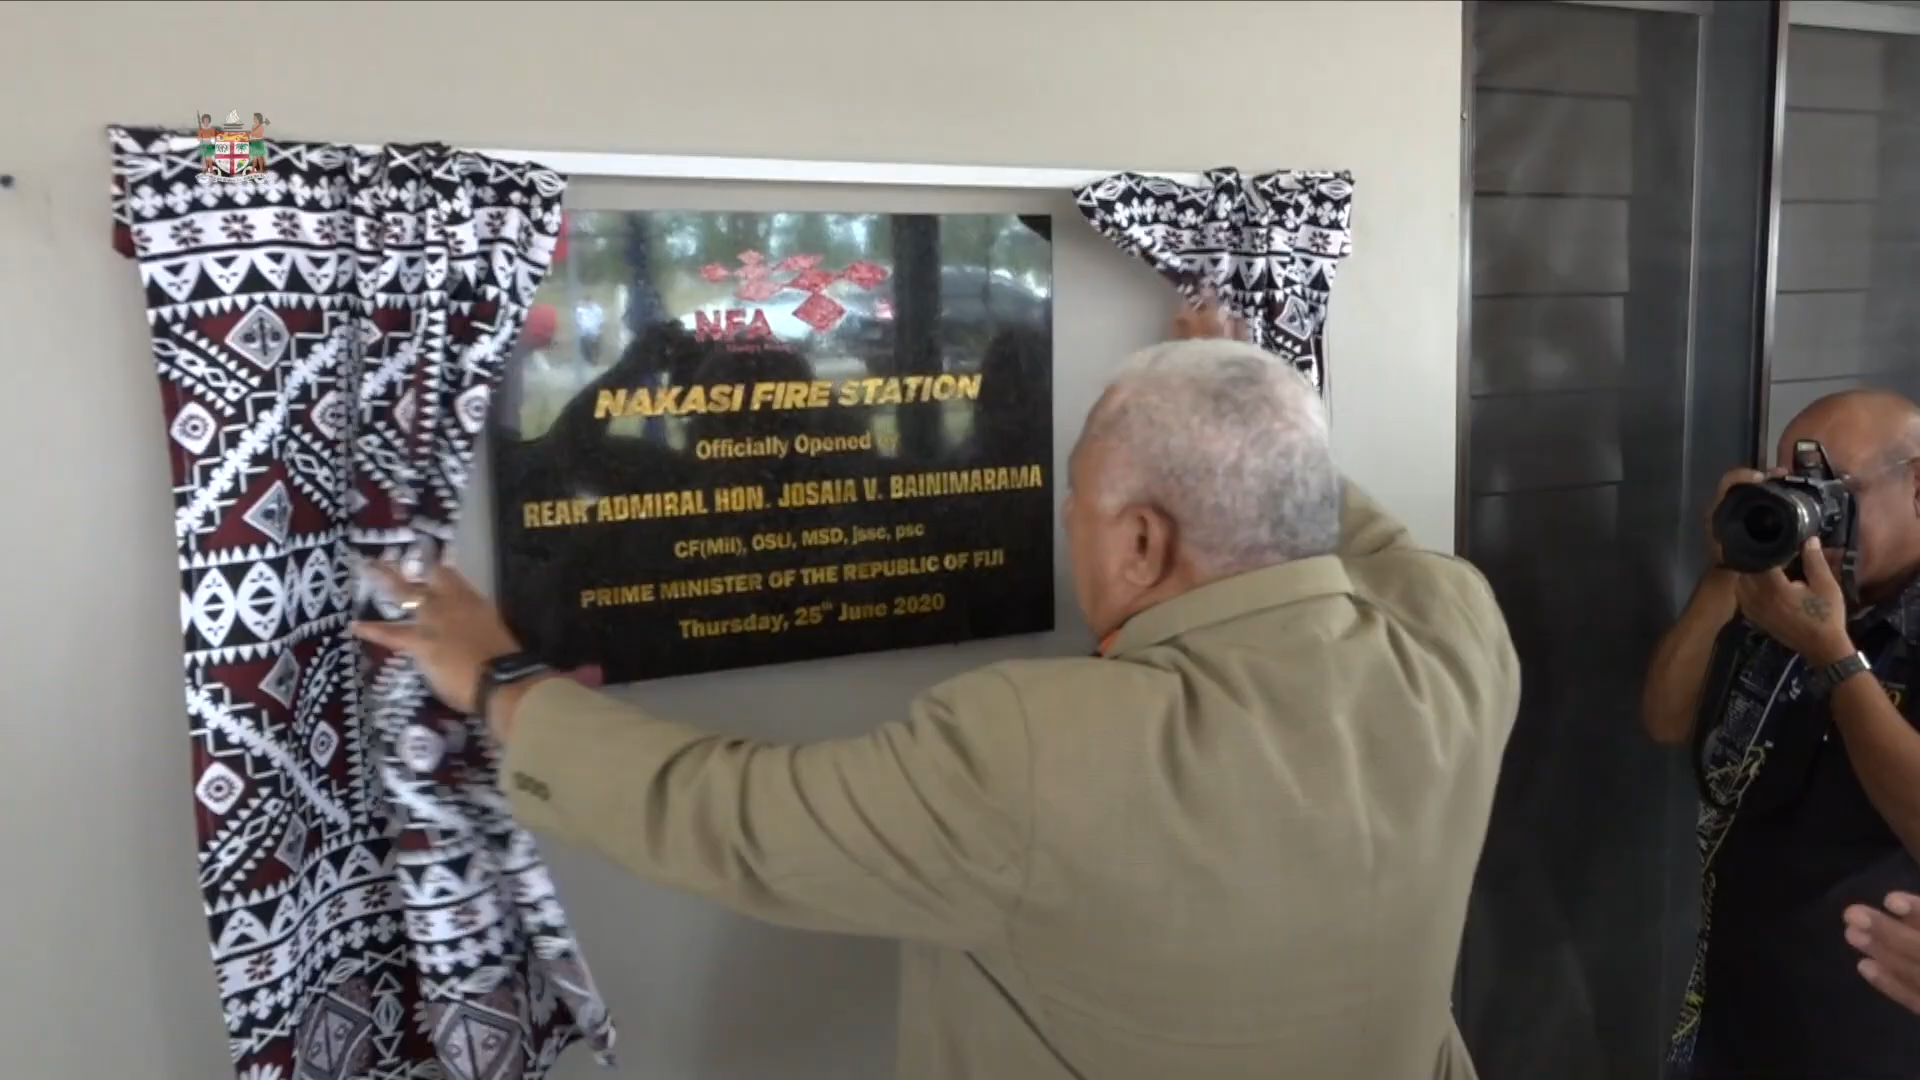 NFA
NAKASI FIRE STATION
Officially Opened by
REAR ADMIRAL HON. JOSAIA V. BAINIMARAMA
CF(Mil), OSU, MSD, jssc, psc
PRIME MINISTER OF THE REPUBLIC OF FIJI
Thursday, 25th June 2020